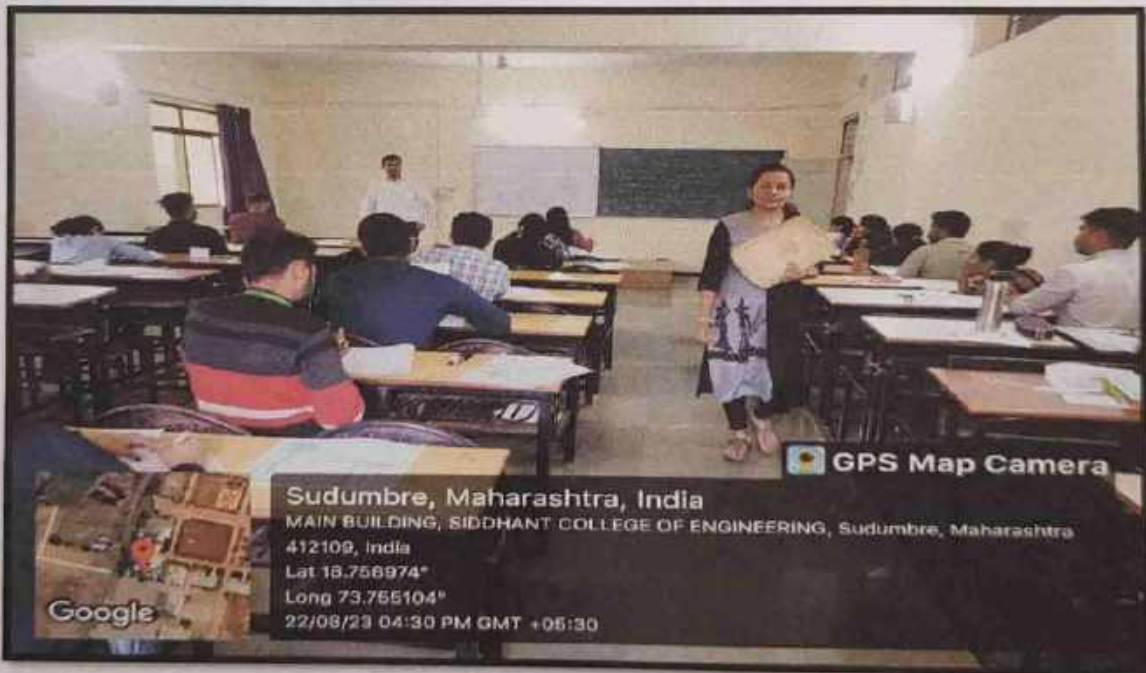 GPS Map Camera
Sudumbre, Maharashtra, India
MAIN BUILDING, SIDDHANT COLLEGE OF ENGINEERING, Sudumbre, Maharashtra
412109, India
Lat 18.758974°
Long 73.755104°
22/08/23 04:30 PM GMT +05:30
Google